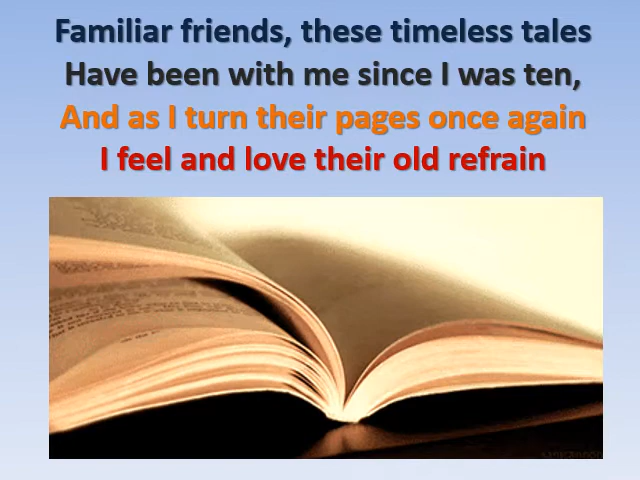 Familiar friends, these timeless tales
Have been with me since I was ten,
And as I turn their pages once again
I feel and love their old refrain